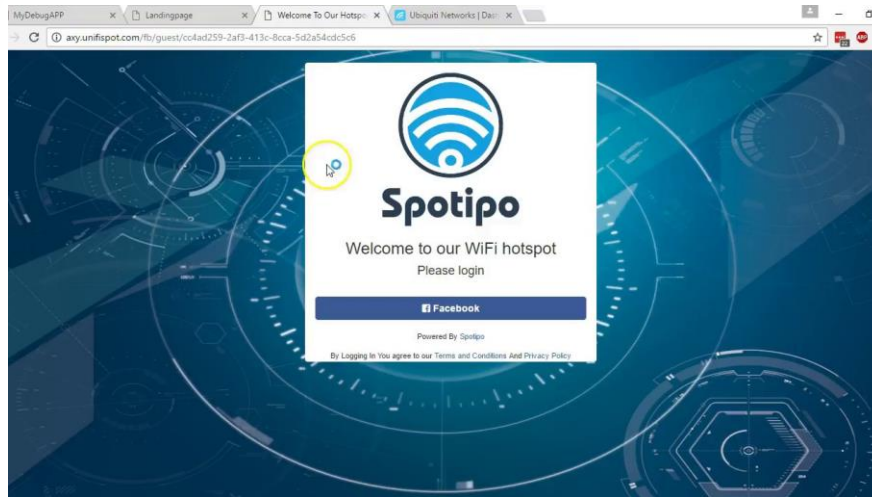 MyDebugAPP
Landingpage
Welcome To Our Hotspo
Ubiquiti Networks | Das
axy.unifispot.com/fb/guest/cc4ad259-2af3-413c-8cca-5d2a54cdc5c6
Spotipo
Welcome to our WiFi hotspot
Please login
Facebook
Powered By Spotipo
By Logging In You agree to our Terms and Conditions And Privacy Policy